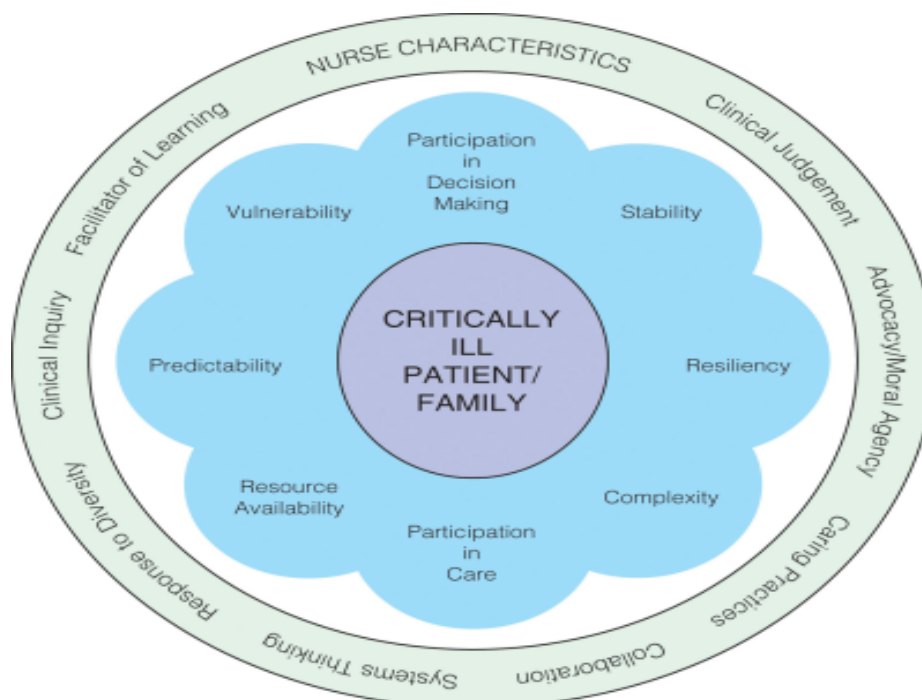 NURSE CHARACTERISTICS
Clinical Judgement
Advocacy/Moral Agency
Caring Practices
Collaboration
Systems Thinking
Response to Diversity
Clinical Inquiry
Facilitator of Learning
Participation
in
Decision
Making
Stability
Resiliency
Complexity
Participation
in
Care
Resource
Availability
Predictability
Vulnerability
CRITICALLY
ILL
PATIENT/
FAMILY